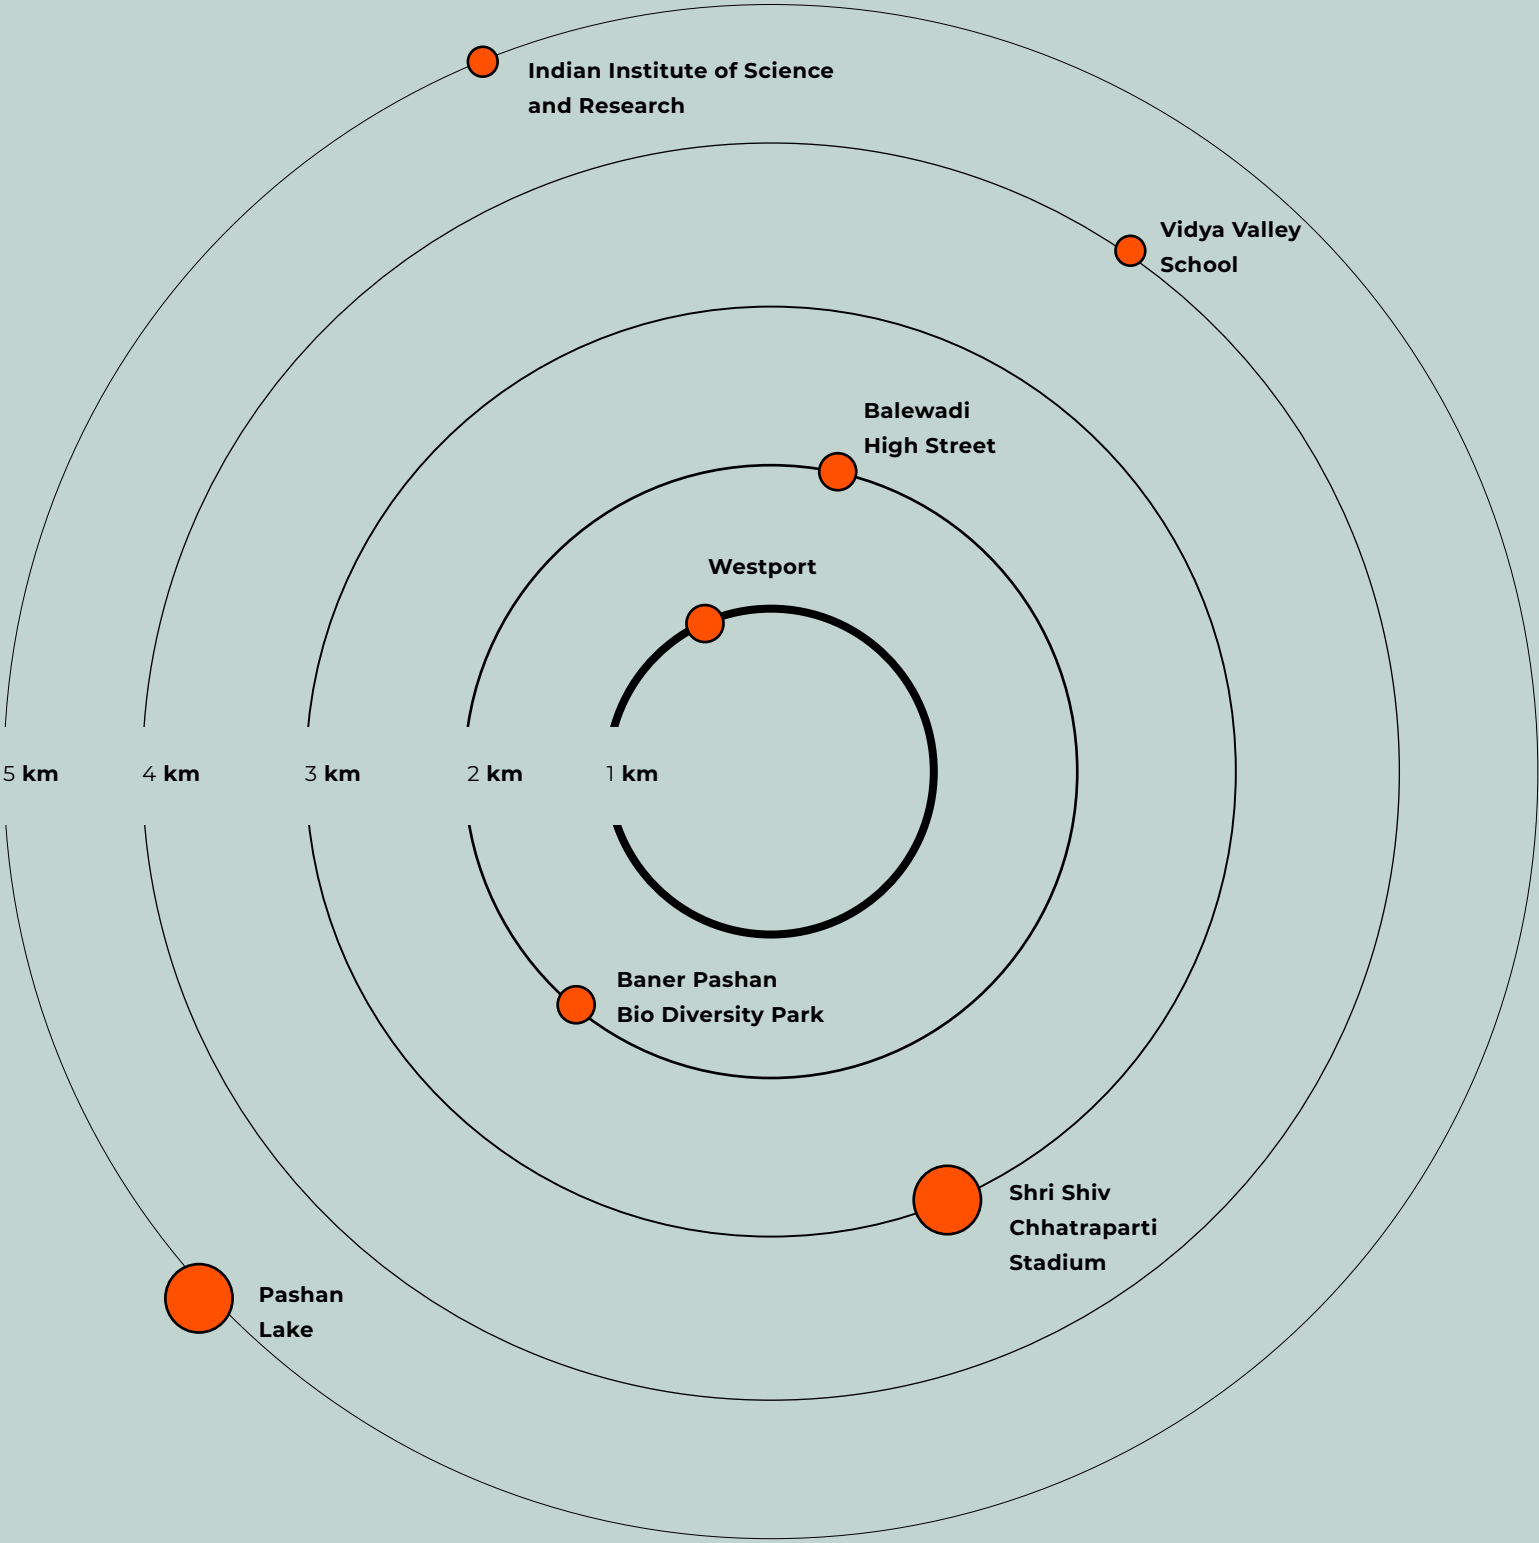 Indian Institute of Science
and Research
Vidya Valley
School
Balewadi
High Street
Westport
5 km
4 km
3 km
2 km
1 km
Baner Pashan
Bio Diversity Park
Shri Shiv
Chhatraparti
Stadium
Pashan
Lake